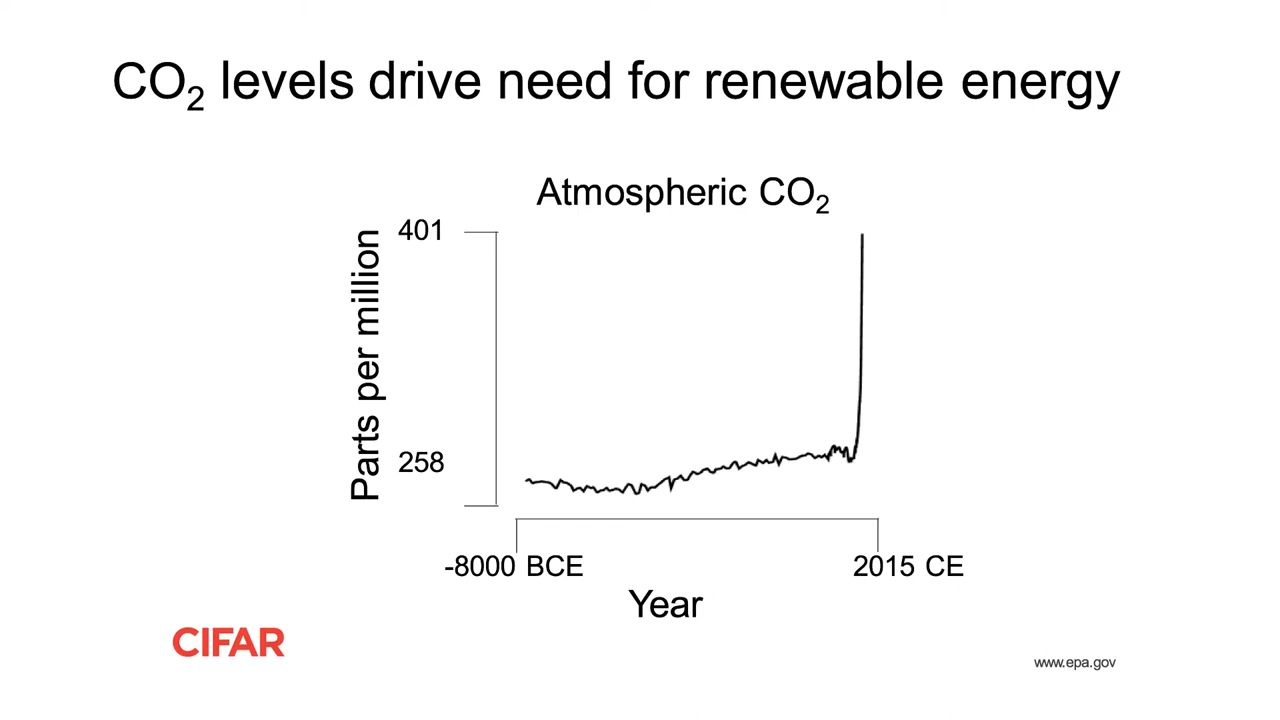 CO₂ levels drive need for renewable energy
Atmospheric CO₂
401
Parts per million
258
-8000 BCE
2015 CE
Year
CIFAR
www.epa.gov